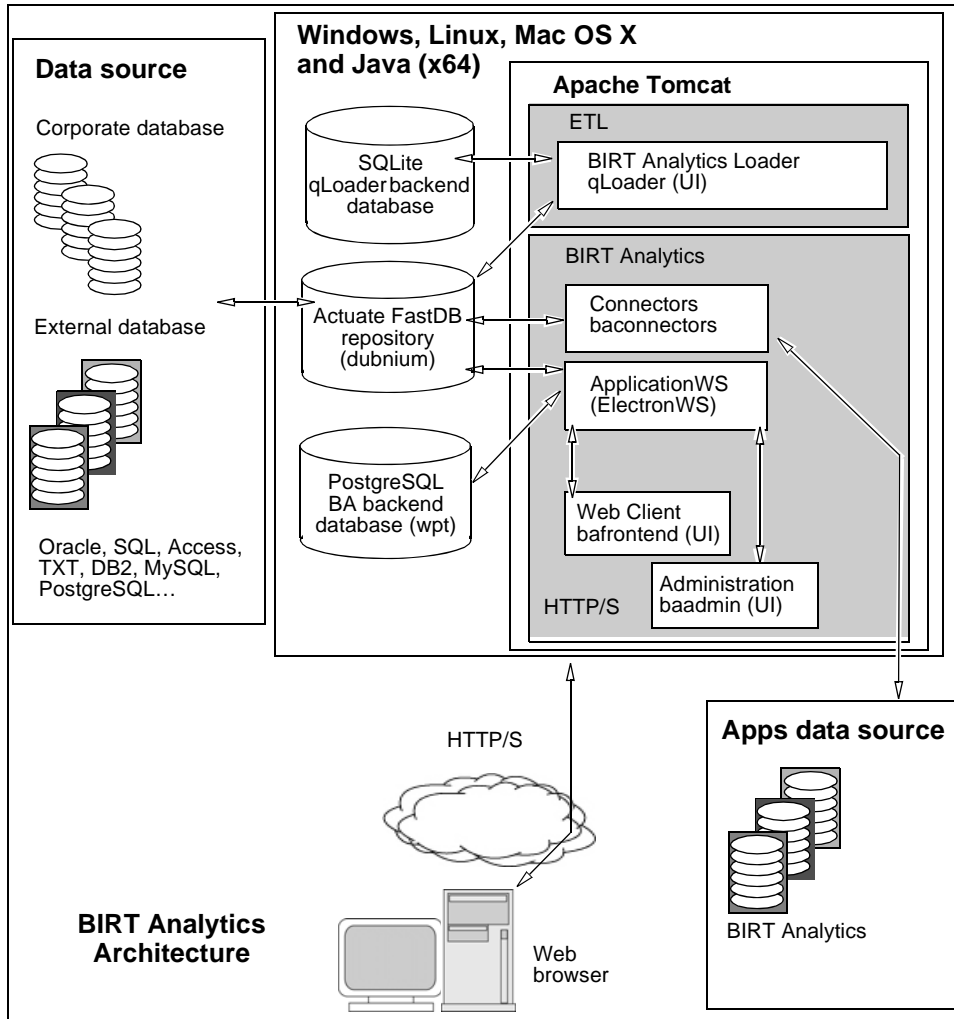 Data source
Corporate database
External database
Oracle, SQL, Access,
TXT, DB2, MySQL,
PostgreSQL…
Windows, Linux, Mac OS X
and Java (x64)
SQLite
qLoader backend
database
Actuate FastDB
repository
(dubnium)
PostgreSQL
BA backend
database (wpt)
Apache Tomcat
ETL
BIRT Analytics Loader
qLoader (UI)
BIRT Analytics
Connectors
baconnectors
ApplicationWS
(ElectronWS)
Web Client
bafrontend (UI)
Administration
baadmin (UI)
HTTP/S
HTTP/S
Apps data source
BIRT Analytics
BIRT Analytics
Architecture
Web
browser